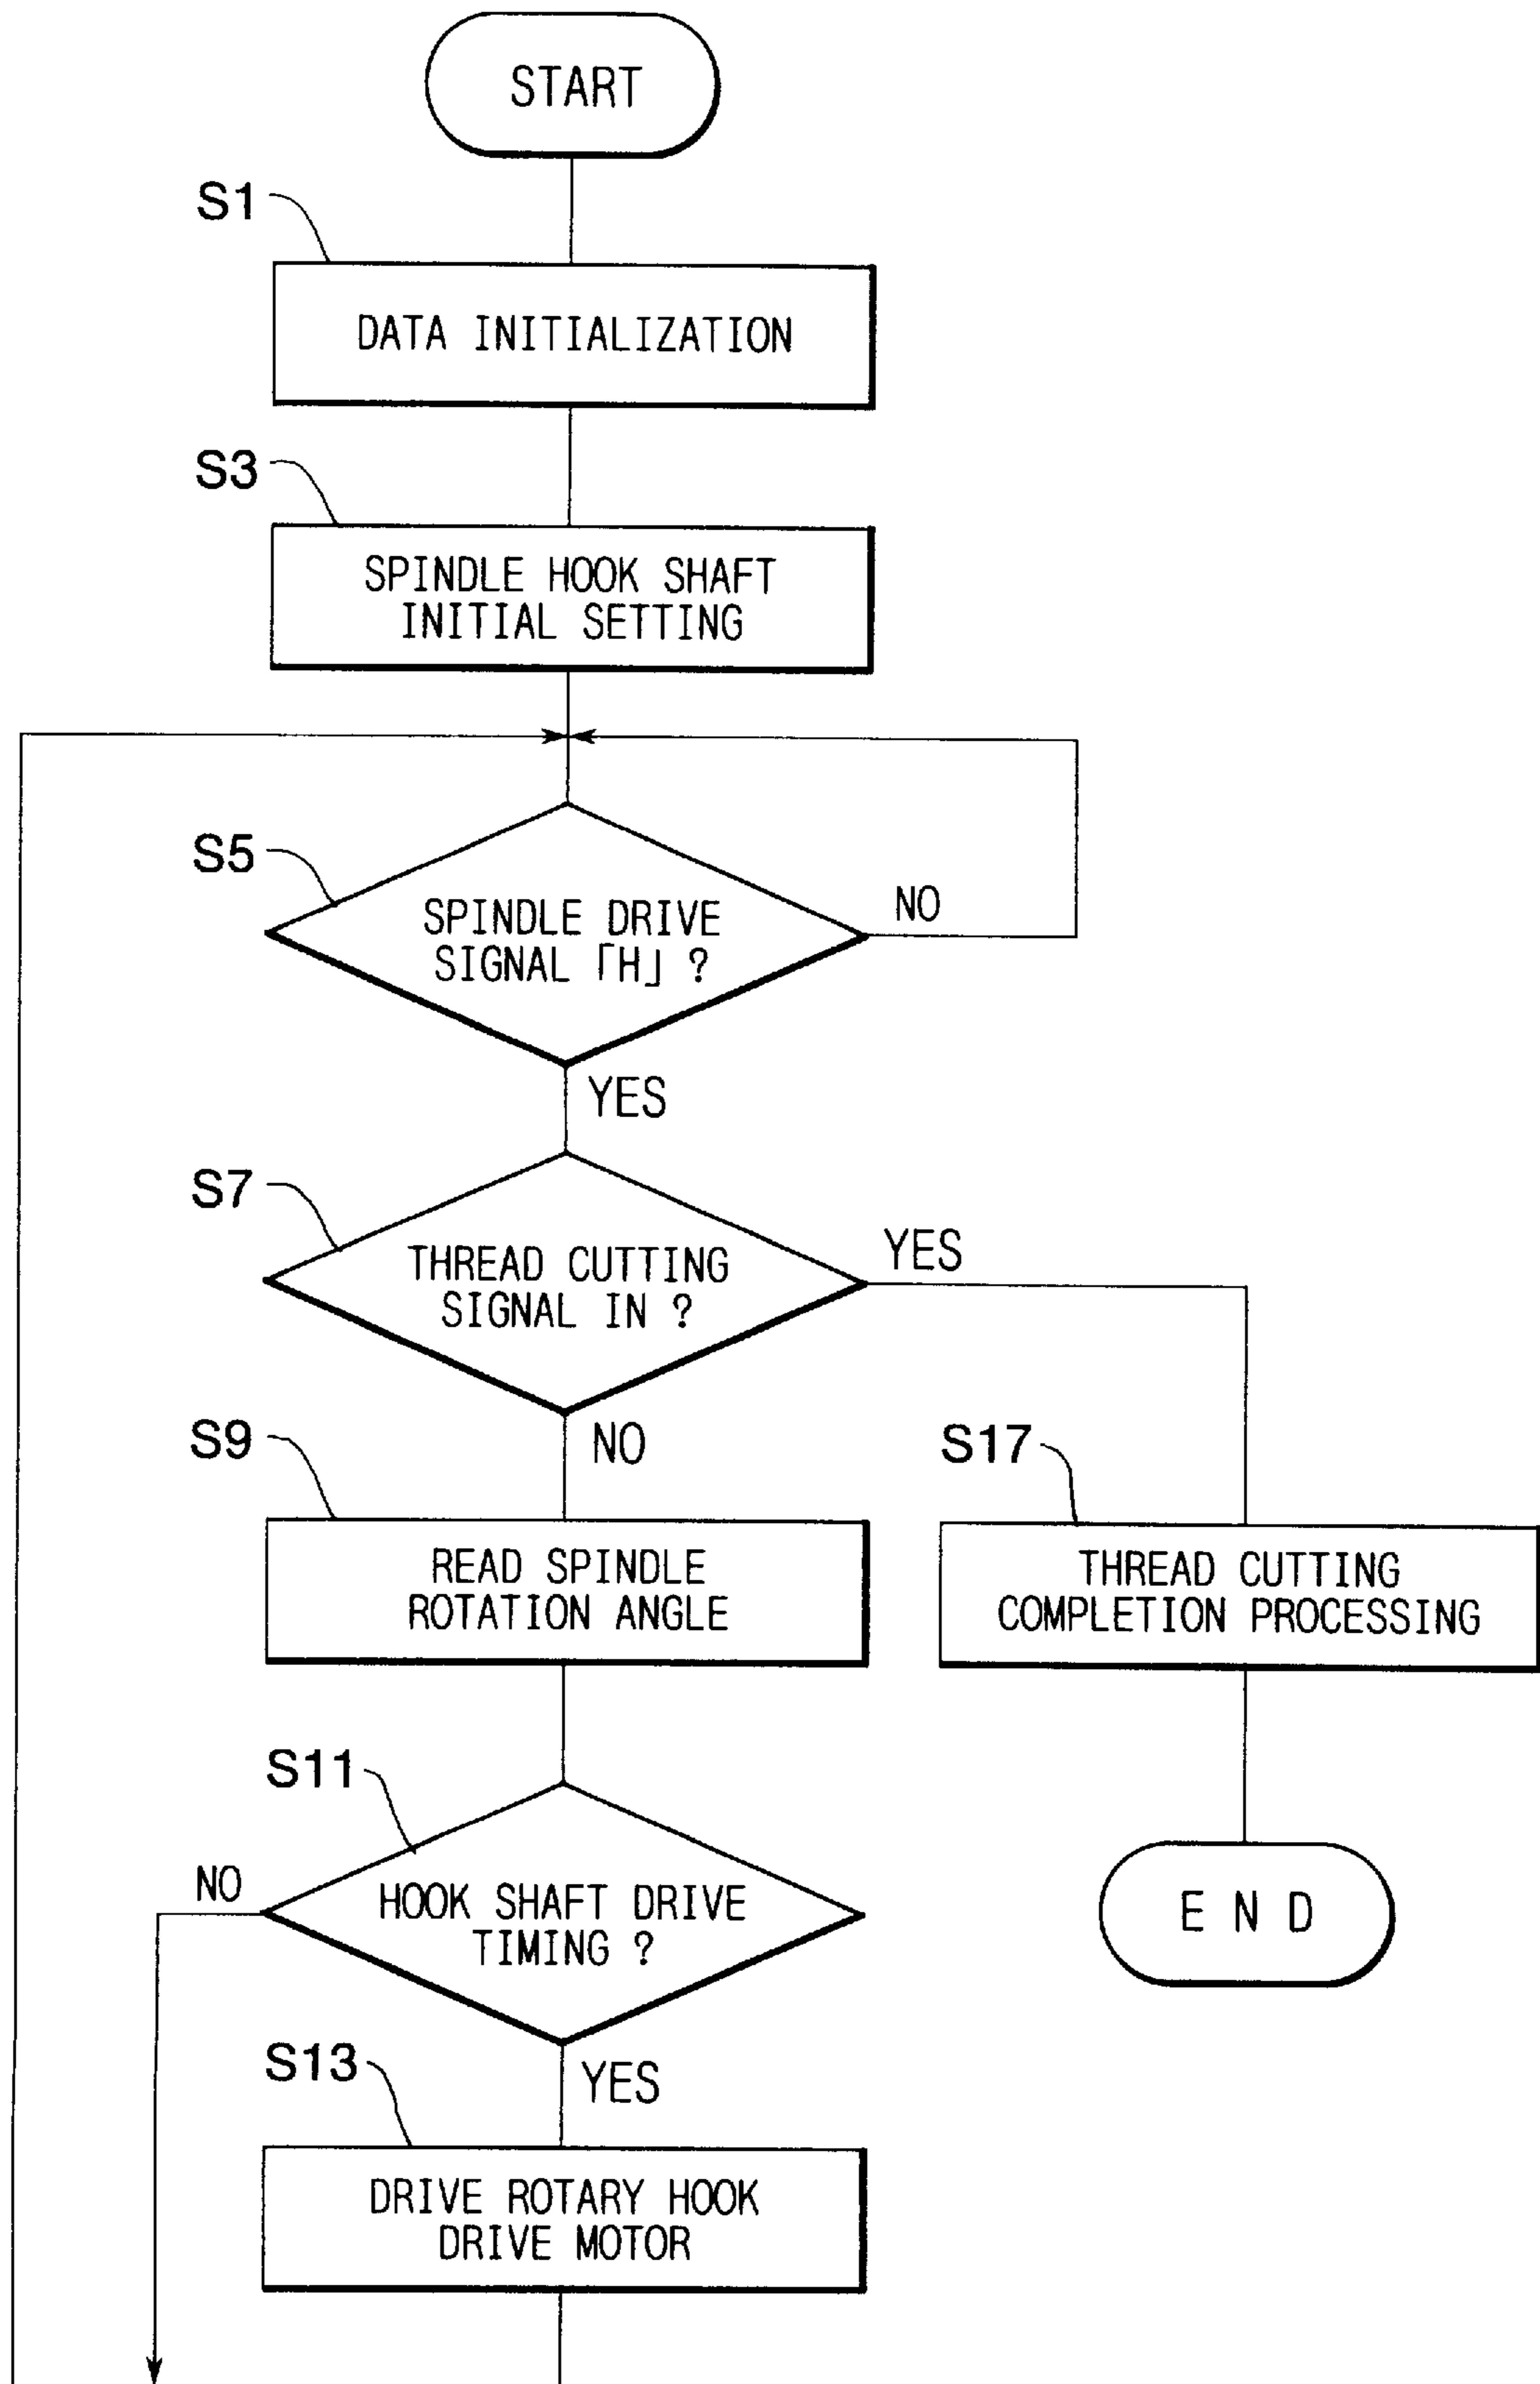 START
S1
DATA INITIALIZATION
S3
SPINDLE HOOK SHAFT
INITIAL SETTING
S5
SPINDLE DRIVE
SIGNAL「H」?
NO
YES
S7
THREAD CUTTING
SIGNAL IN ?
YES
NO
S9
READ SPINDLE
ROTATION ANGLE
S17
THREAD CUTTING
COMPLETION PROCESSING
S11
HOOK SHAFT DRIVE
TIMING ?
NO
YES
END
S13
DRIVE ROTARY HOOK
DRIVE MOTOR